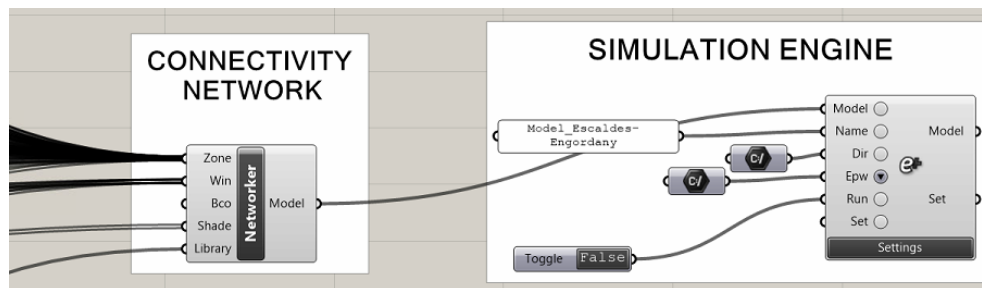 CONNECTIVITY
NETWORK
Zone
Win
Bco
Shade
Library
Networker
Model
SIMULATION ENGINE
Model_Escaldes-
Engordany
C:/
C:/
Toggle
False
Model
Name
Dir
Epw
Run
Set
e+
Model
Set
Settings